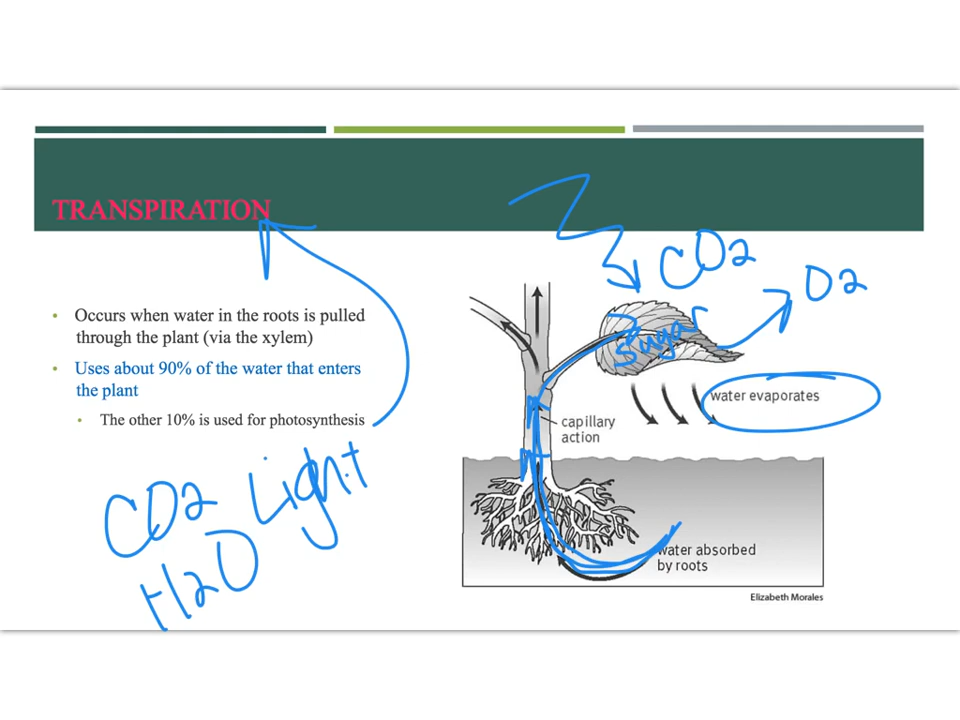 TRANSPIRATION
Occurs when water in the roots is pulled
through the plant (via the xylem)
Uses about 90% of the water that enters
the plant
The other 10% is used for photosynthesis
CO2 Light
H2O
CO2
O2
Sugar
water evaporates
capillary
action
water absorbed
by roots
Elizabeth Morales